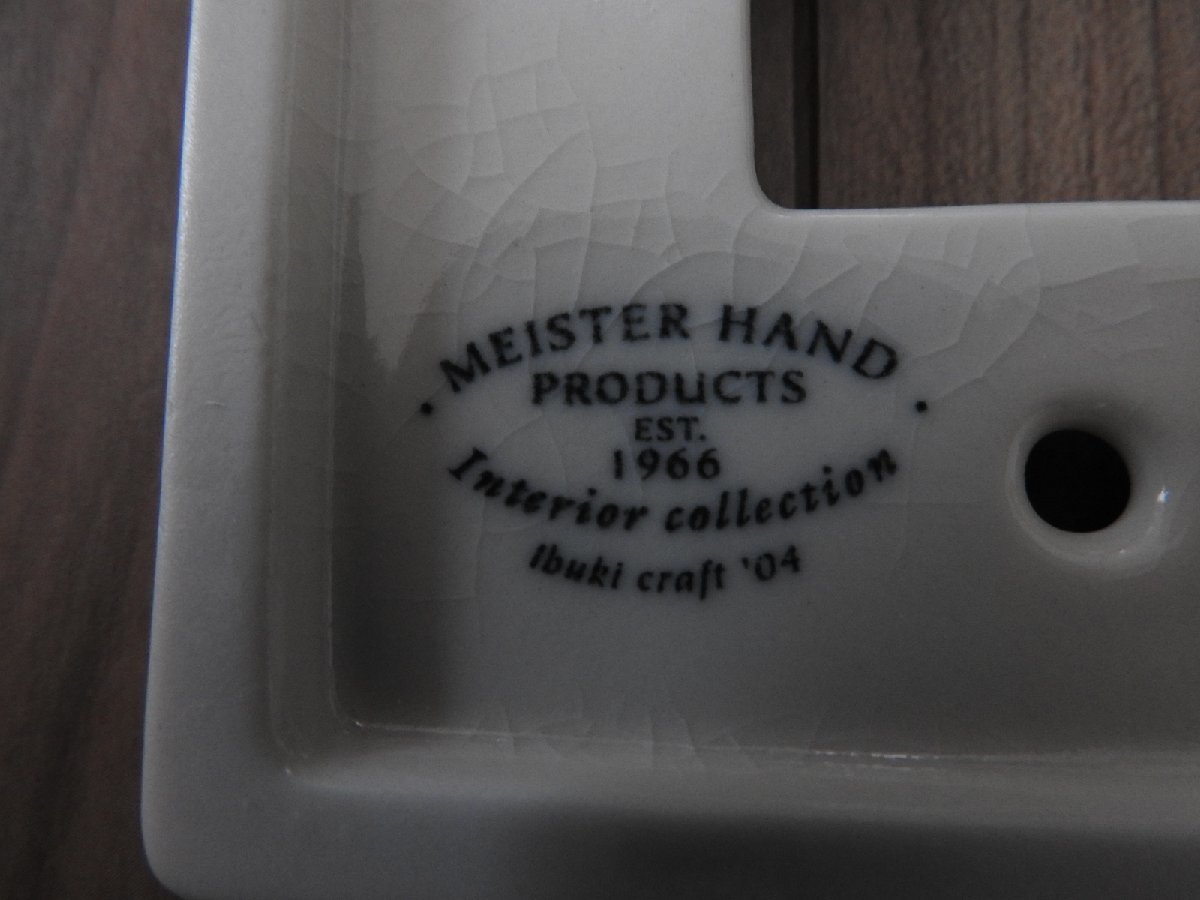 MEISTER HAND
PRODUCTS
EST.
1966
Interior collection
Ibuki craft '04